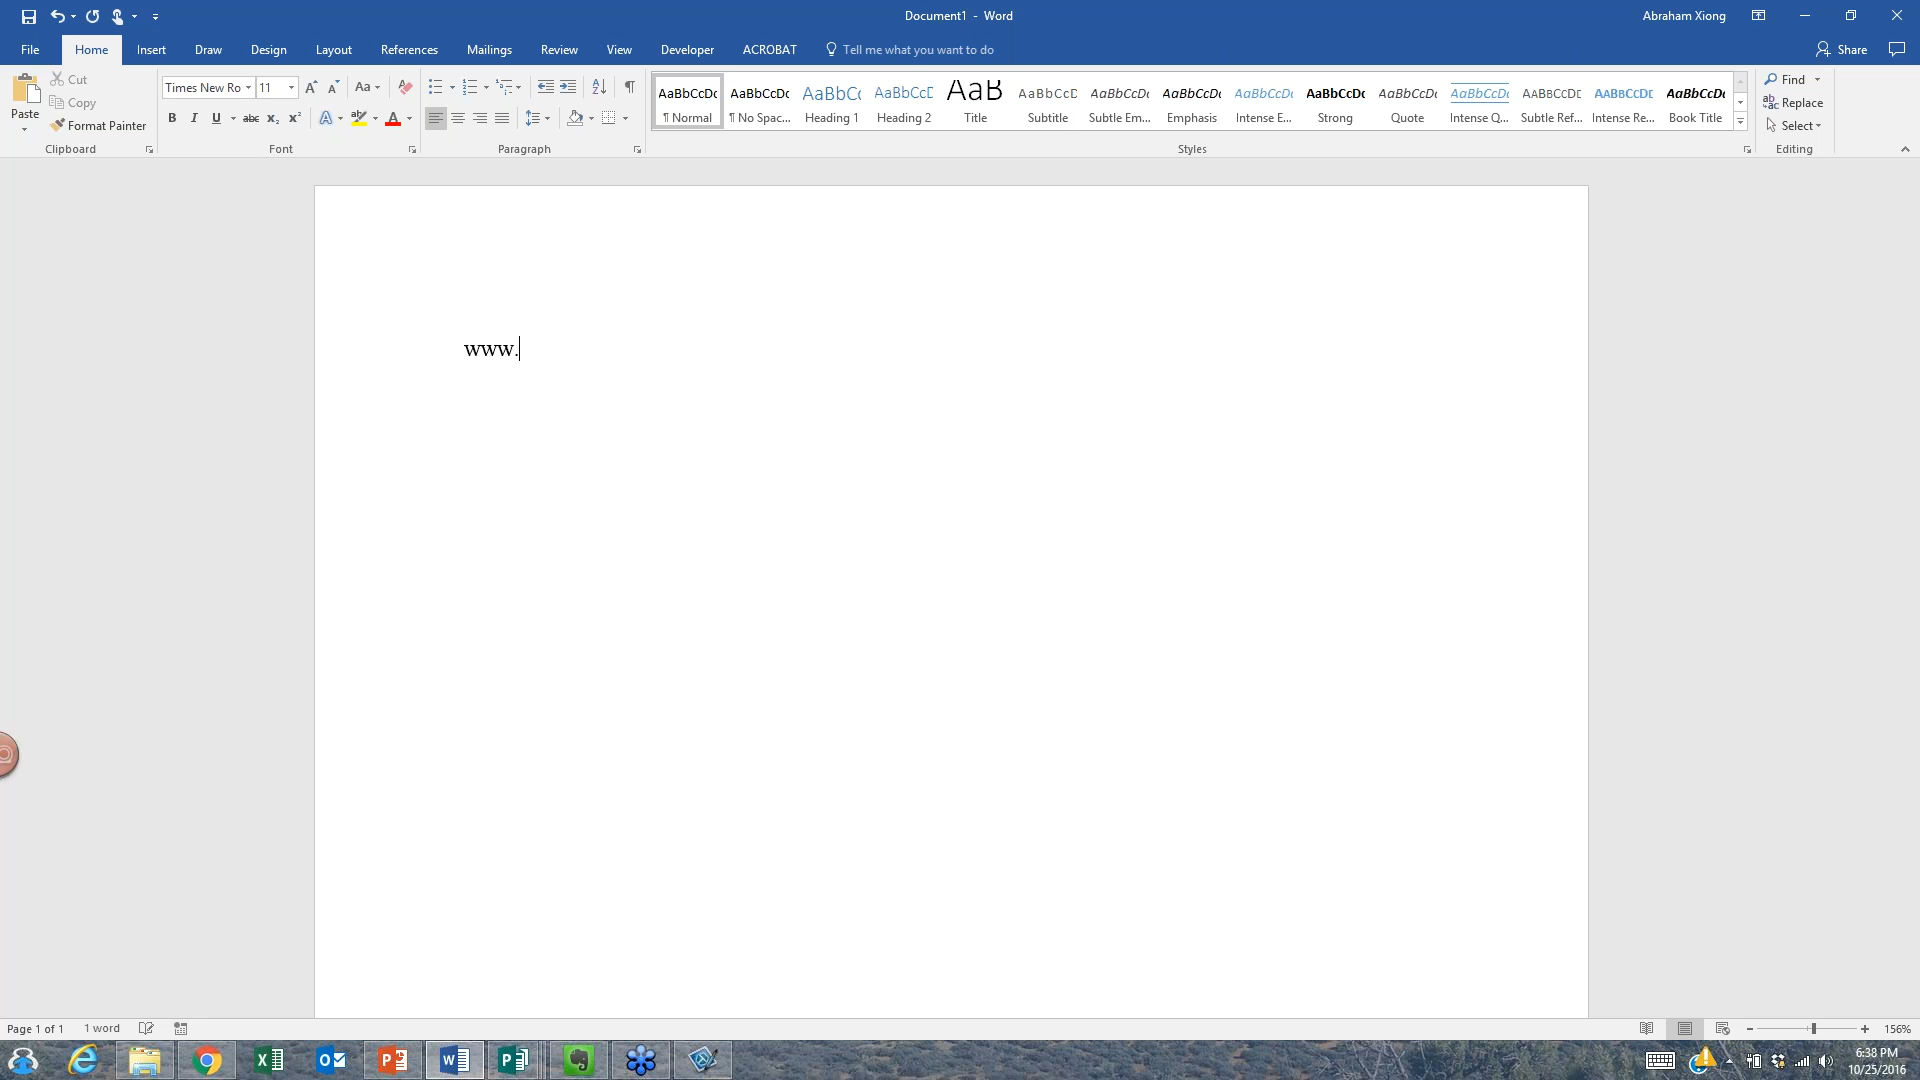 Document1 - Word
Abraham Xiong
File Home Insert Draw Design Layout References Mailings Review View Developer ACROBAT Tell me what you want to do Share
Paste
Cut
Copy
Format Painter
Clipboard
Times New Ro 11
Font
Paragraph
AaBbCcDc AaBbCcDc AaBbCc AaBbCcD AaB AaBbCcD AaBbCcDc AaBbCcDc AaBbCcDc AaBbCcDc AaBbCcDc AaBbCcDc AaBbCcDd AaBbCcDd AaBbCcDc
¶ Normal ¶ No Spac... Heading 1 Heading 2 Title Subtitle Subtle Em... Emphasis Intense E... Strong Quote Intense Q... Subtle Ref... Intense Re... Book Title
Styles
Find
Replace
Select
Editing
www.
Page 1 of 1 1 word
156%
6:38 PM
10/25/2016